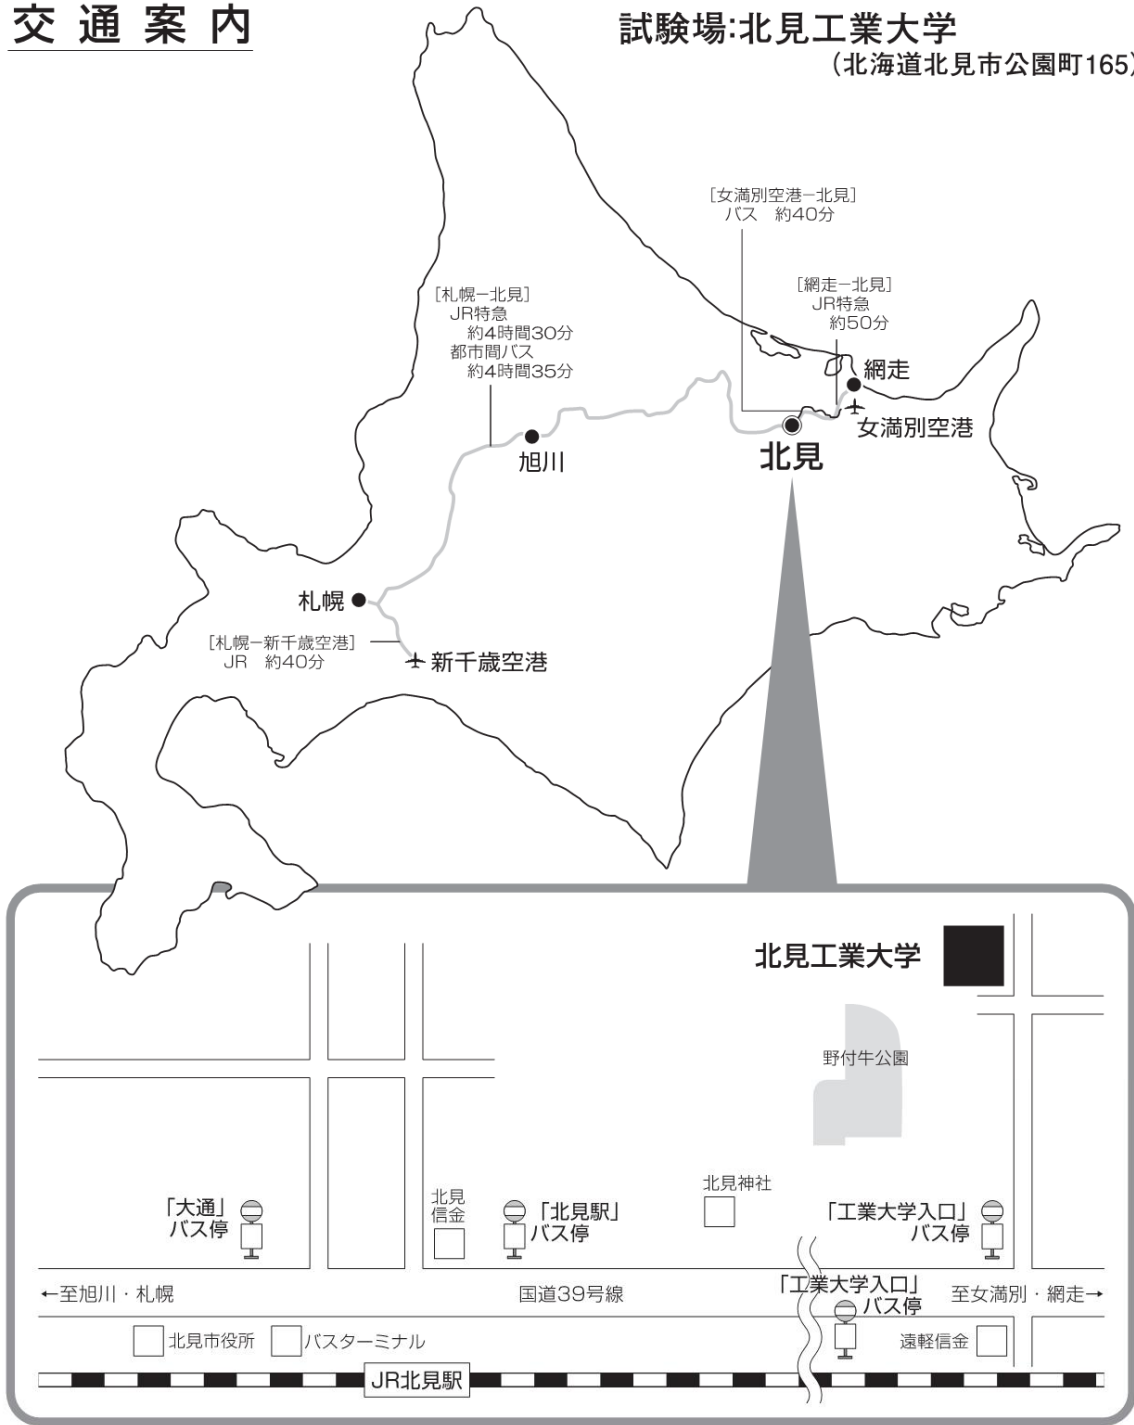 交通案内
試験場:北見工業大学
(北海道北見市公園町165)
[女満別空港−北見]
バス 約40分
[網走−北見]
JR特急
約50分
[札幌−北見]
JR特急
約4時間30分
都市間バス
約4時間35分
網走
女満別空港
北見
旭川
札幌
[札幌−新千歳空港]
JR 約40分
新千歳空港
北見工業大学
野付牛公園
「大通」
バス停
北見
信金
「北見駅」
バス停
北見神社
「工業大学入口」
バス停
←至旭川・札幌
国道39号線
「工業大学入口」
バス停
至女満別・網走→
北見市役所
バスターミナル
遠軽信金
JR北見駅